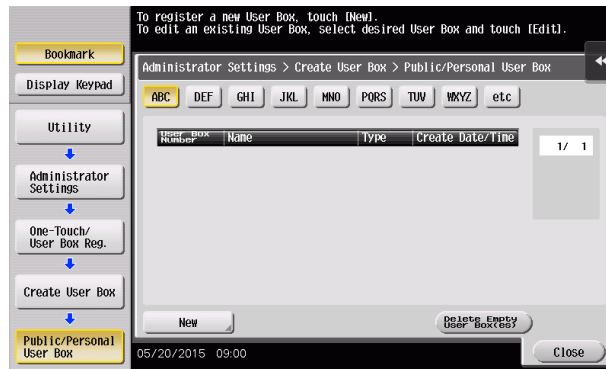 To register a new User Box, touch [New].
To edit an existing User Box, select desired User Box and touch [Edit].
Bookmark
Display Keypad
Utility
Administrator
Settings
One-Touch/
User Box Reg.
Create User Box
Public/Personal
User Box
Administrator Settings > Create User Box > Public/Personal User Box
ABC DEF GHI JKL MNO PQRS TUV WXYZ etc
User Box
Number Name Type Create Date/Time
1/ 1
New
Delete Empty
User Box(es)
05/20/2015 09:00
Close